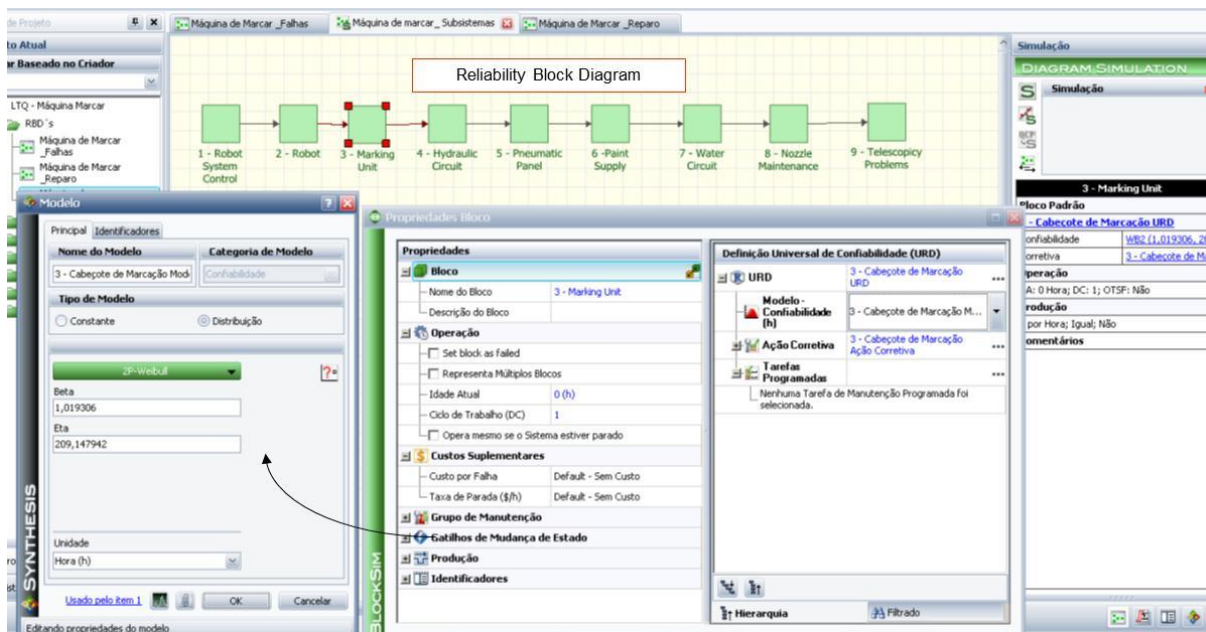 de Projeto
Máquina de Marcar _Falhas
Máquina de marcar_ Subsistemas
Máquina de Marcar _Reparo
to Atual
ar Baseado no Criador
LTQ - Máquina Marcar
RBD´s
Máquina de Marcar
_Falhas
Máquina de Marcar
_Reparo
Reliability Block Diagram
1 - Robot
System
Control
2 - Robot
3 - Marking
Unit
4 - Hydraulic
Circuit
5 - Pneumatic
Panel
6 -Paint
Supply
7 - Water
Circuit
8 - Nozzle
Maintenance
9 - Telescopicy
Problems
Simulação
DIAGRAM SIMULATION
Simulação
3 - Marking Unit
Bloco Padrão
- Cabeçote de Marcação URD
onfiabilidade
WB2 (1,019306, 20
orretiva
3 - Cabeçote de M
peração
A: 0 Hora; DC: 1; OTSF: Não
rodução
por Hora; Igual; Não
omentários
Modelo
Principal
Identificadores
Nome do Modelo
Categoria de Modelo
3 - Cabeçote de Marcação Mod
Confiabilidade
Tipo de Modelo
Constante
Distribuição
2P-Weibull
Beta
1,019306
Eta
209,147942
Unidade
Hora (h)
Usado pelo item 1
OK
Cancelar
Editando propriedades do modelo
SYNTHESIS
Propriedades Bloco
Propriedades
Bloco
Nome do Bloco
3 - Marking Unit
Descrição do Bloco
Operação
Set block as failed
Representa Múltiplos Blocos
Idade Atual
0 (h)
Ciclo de Trabalho (DC)
1
Opera mesmo se o Sistema estiver parado
Custos Suplementares
Custo por Falha
Default - Sem Custo
Taxa de Parada ($/h)
Default - Sem Custo
Grupo de Manutenção
Gatilhos de Mudança de Estado
Produção
Identificadores
BLOCKSIM
Definição Universal de Confiabilidade (URD)
URD
3 - Cabeçote de Marcação
URD
Modelo -
Confiabilidade
(h)
3 - Cabeçote de Marcação M...
Ação Corretiva
3 - Cabeçote de Marcação
Ação Corretiva
Tarefas
Programadas
Nenhuma Tarefa de Manutenção Programada foi
selecionada.
Hierarquia
Filtrado